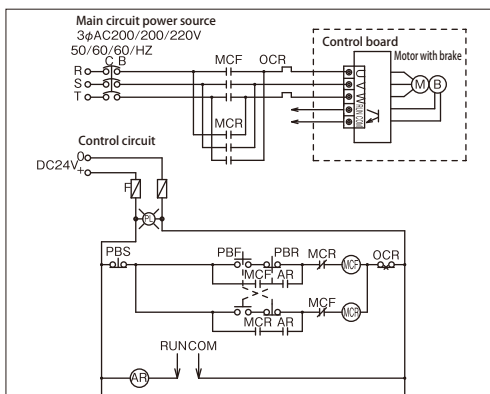 Main circuit power source
3φAC200/200/220V
50/60/60/HZ
C B
MCF
OCR
R
S
T
MCR
Control board
Motor with brake
U
V
W
RUN
COM
M
B
Control circuit
DC24V
0
+
F
PL
PBS
PBF
PBR
MCR
MCF
OCR
MCF
AR
MCF
MCR
MCR
AR
RUN
COM
AR